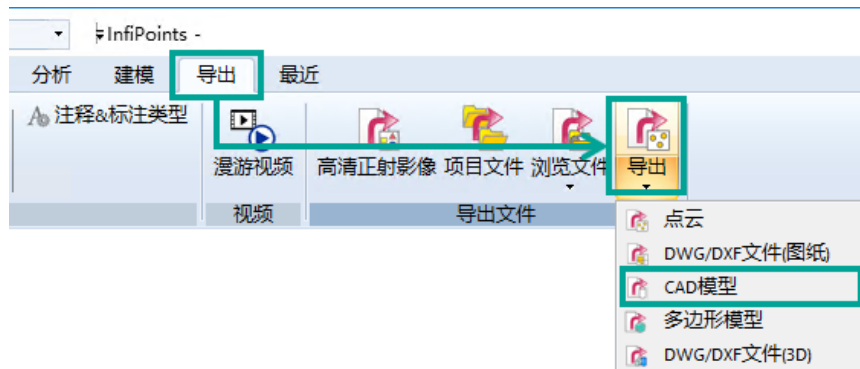 InfiPoints -
分析 建模 导出 最近
注释&标注类型
漫游视频 高清正射影像 项目文件 浏览文件 导出
视频 导出文件
点云
DWG/DXF文件(图纸)
CAD模型
多边形模型
DWG/DXF文件(3D)